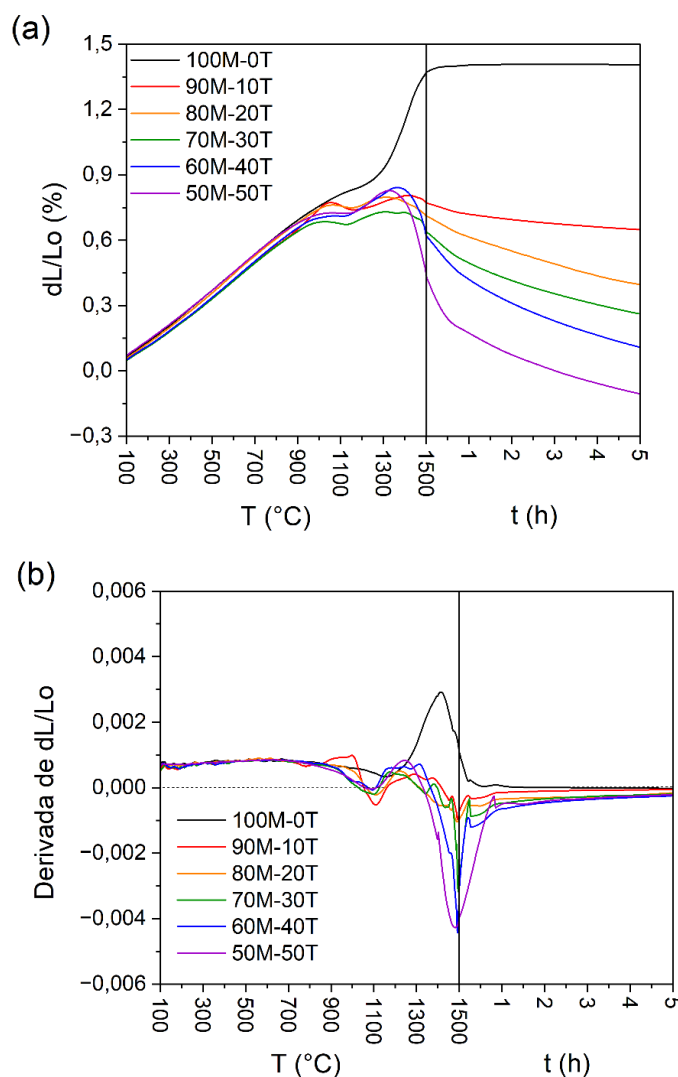 (a)
1,5
1,2
0,9
0,6
0,3
0,0
−0,3
dL/Lo (%)
100M-0T
90M-10T
80M-20T
70M-30T
60M-40T
50M-50T
100
300
500
700
900
1100
1300
1500
1
2
3
4
5
T (°C)
t (h)
(b)
0,006
0,004
0,002
0,000
−0,002
−0,004
−0,006
Derivada de dL/Lo
100M-0T
90M-10T
80M-20T
70M-30T
60M-40T
50M-50T
100
300
500
700
900
1100
1300
1500
1
2
3
4
5
T (°C)
t (h)